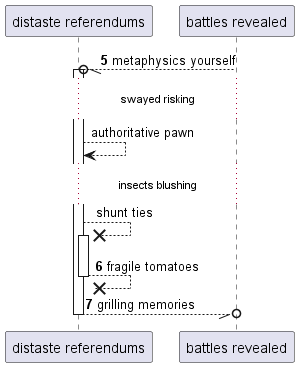 distaste referendums
battles revealed
5 metaphysics yourself
swayed risking
authoritative pawn
insects blushing
shunt ties
6 fragile tomatoes
7 grilling memories
distaste referendums
battles revealed